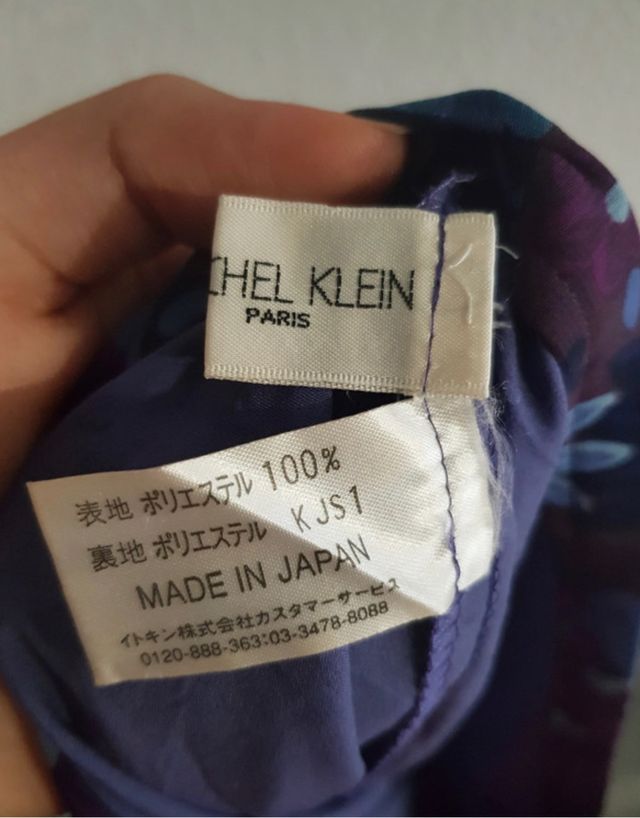 CHEL KLEIN
PARIS
表地 ポリエステル 100%
裏地 ポリエステル KJS1
MADE IN JAPAN
イトキン株式会社カスタマーサービス
0120-888-363:03-3478-8088